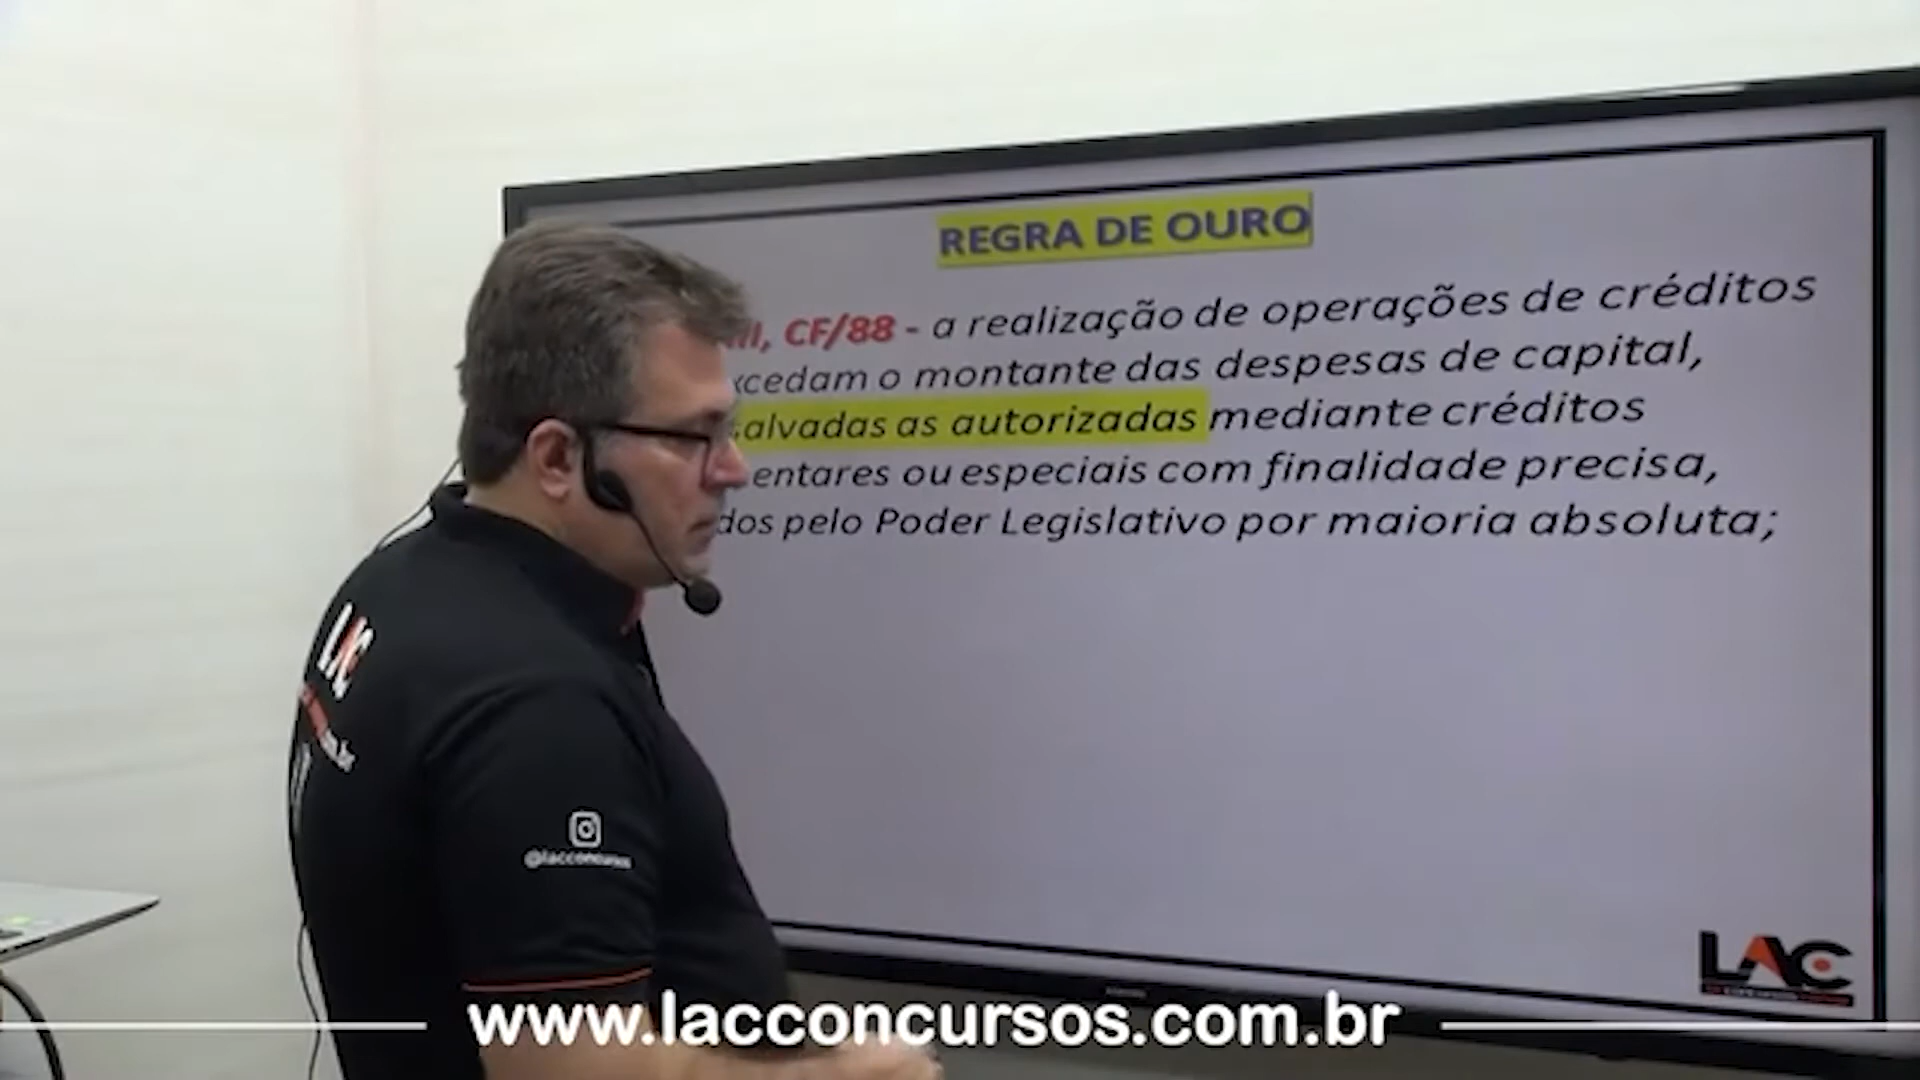 REGRA DE OURO
III, CF/88 - a realização de operações de créditos
xcedam o montante das despesas de capital,
salvadas as autorizadas mediante créditos
entares ou especiais com finalidade precisa,
dos pelo Poder Legislativo por maioria absoluta;
LAC
@lacconcursos
LAC
www.lacconcursos.com.br